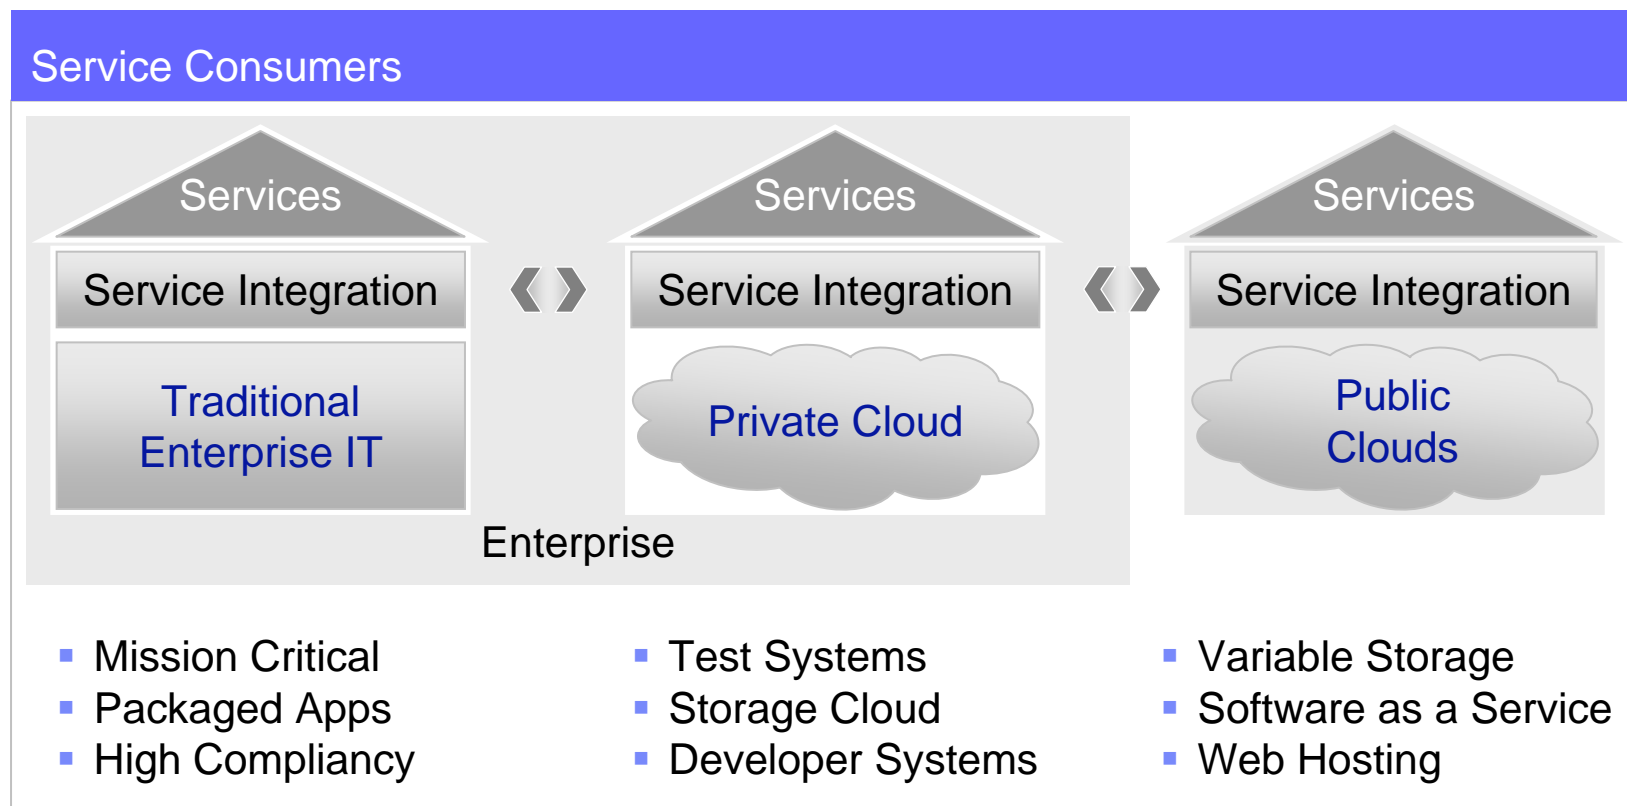 Service Consumers
Services
Service Integration
Traditional
Enterprise IT
Services
Service Integration
Private Cloud
Services
Service Integration
Public
Clouds
Enterprise
Mission Critical
Packaged Apps
High Compliancy
Test Systems
Storage Cloud
Developer Systems
Variable Storage
Software as a Service
Web Hosting